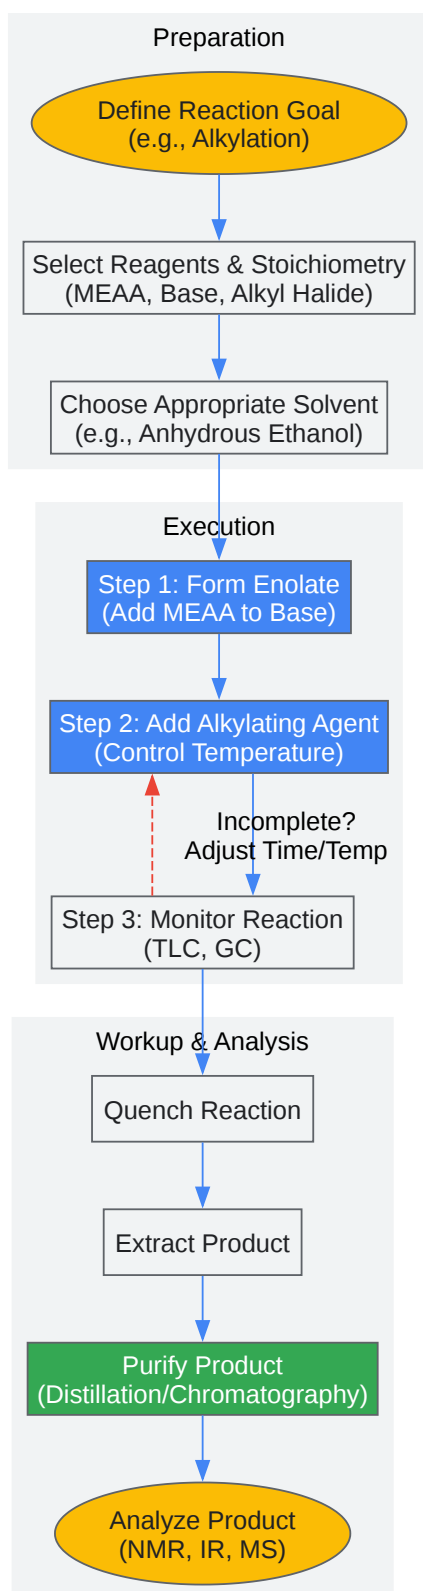 Preparation
Define Reaction Goal
(e.g., Alkylation)
Select Reagents & Stoichiometry
(MEAA, Base, Alkyl Halide)
Choose Appropriate Solvent
(e.g., Anhydrous Ethanol)
Execution
Step 1: Form Enolate
(Add MEAA to Base)
Step 2: Add Alkylating Agent
(Control Temperature)
Incomplete?
Adjust Time/Temp
Step 3: Monitor Reaction
(TLC, GC)
Workup & Analysis
Quench Reaction
Extract Product
Purify Product
(Distillation/Chromatography)
Analyze Product
(NMR, IR, MS)